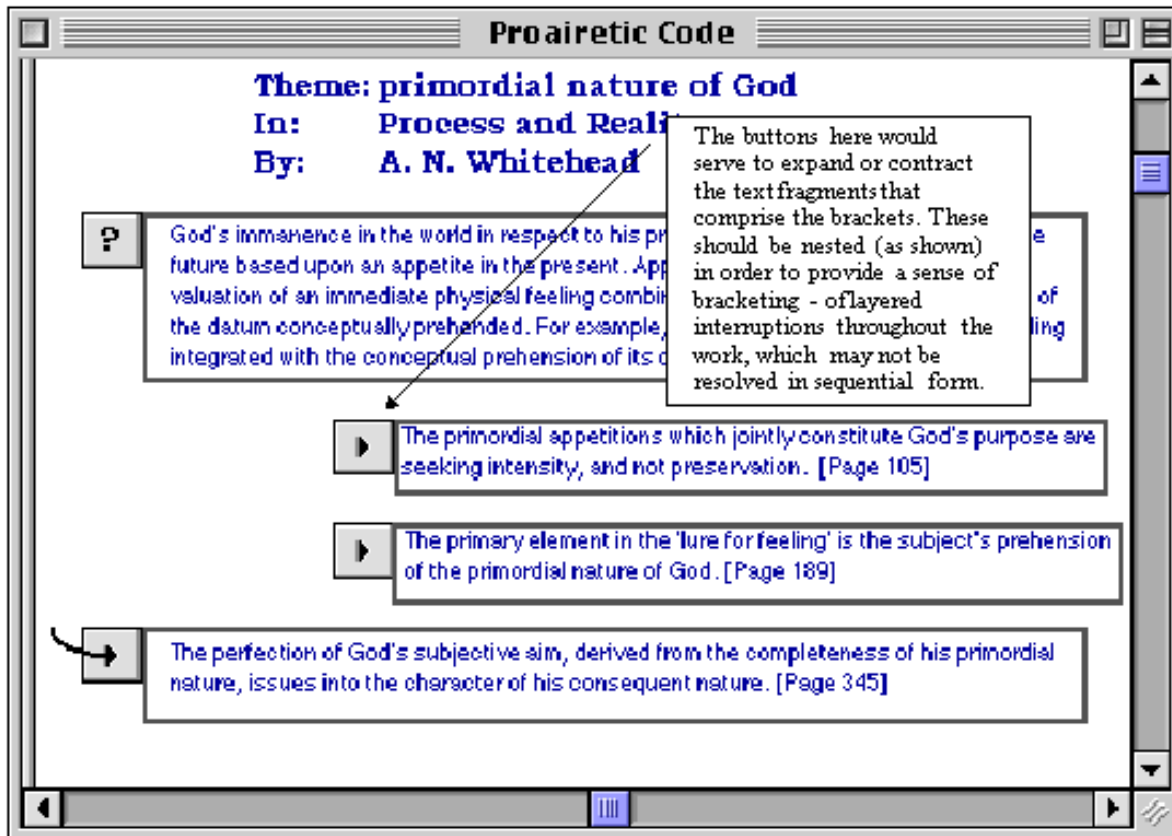 Proairetic Code
Theme: primordial nature of God
In: Process and Reali
By: A. N. Whitehead
The buttons here would
serve to expand or contract
the text fragments that
comprise the brackets. These
should be nested (as shown)
in order to provide a sense of
bracketing - of layered
interruptions throughout the
work, which may not be
resolved in sequential form.
?
God's immanence in the world in respect to his pr
future based upon an appetite in the present. App
valuation of an immediate physical feeling combin of
the datum conceptually prehended. For example,
integrated with the conceptual prehension of its
The primordial appetitions which jointly constitute God's purpose are
seeking intensity, and not preservation. [Page 105]
The primary element in the 'lure for feeling' is the subject's prehension
of the primordial nature of God. [Page 189]
The perfection of God's subjective aim, derived from the completeness of his primordial
nature, issues into the character of his consequent nature. [Page 345]